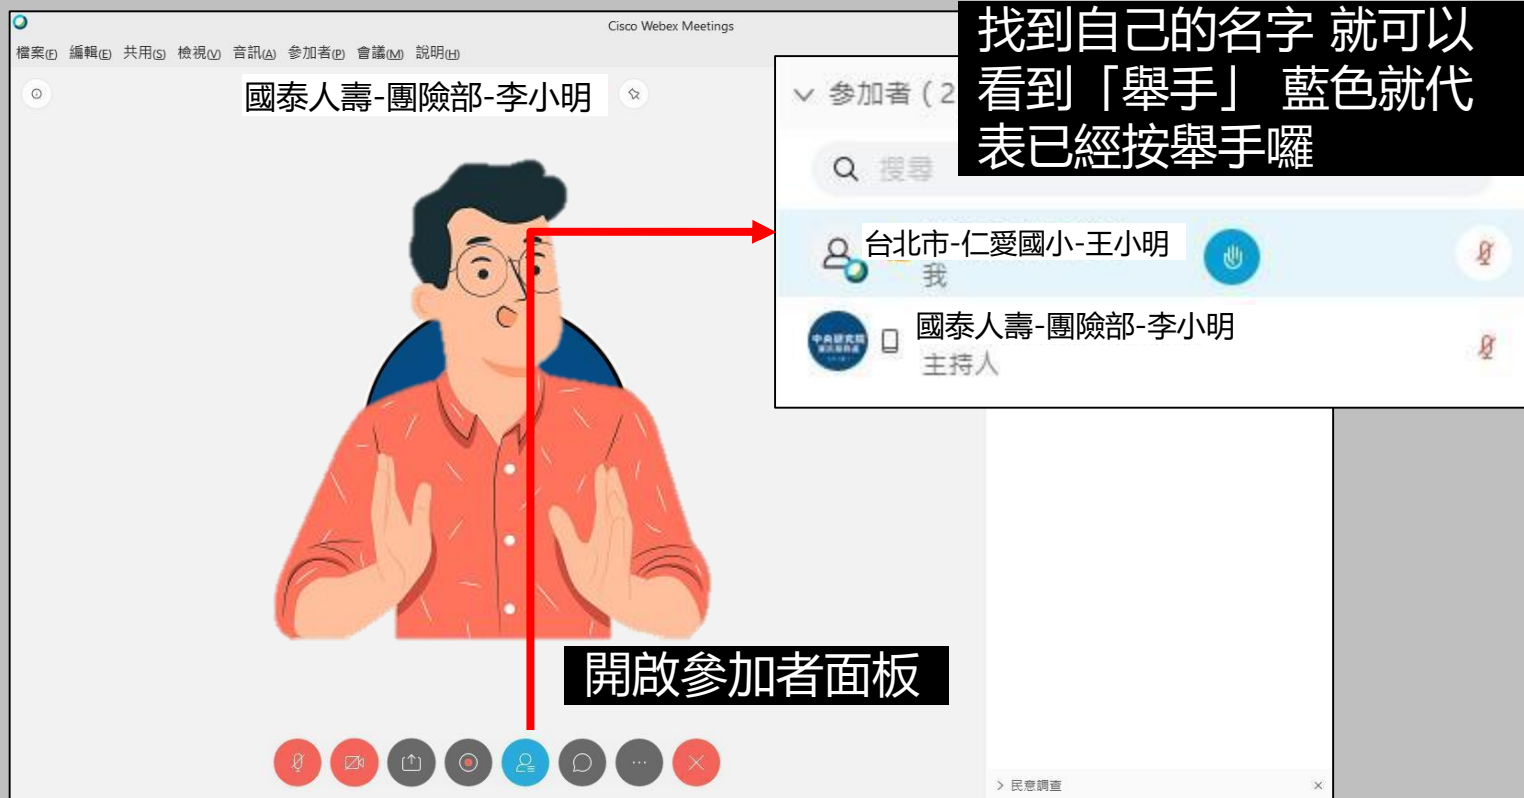 Cisco Webex Meetings
檔案(F) 編輯(E) 共用(S) 檢視(V) 音訊(A) 參加者(P) 會議(M) 說明(H)
國泰人壽-團險部-李小明
找到自己的名字 就可以
看到「舉手」 藍色就代
表已經按舉手囉
參加者 ( 2
搜尋
台北市-仁愛國小-王小明
我
國泰人壽-團險部-李小明
主持人
中央研究院
開啟參加者面板
民意調查